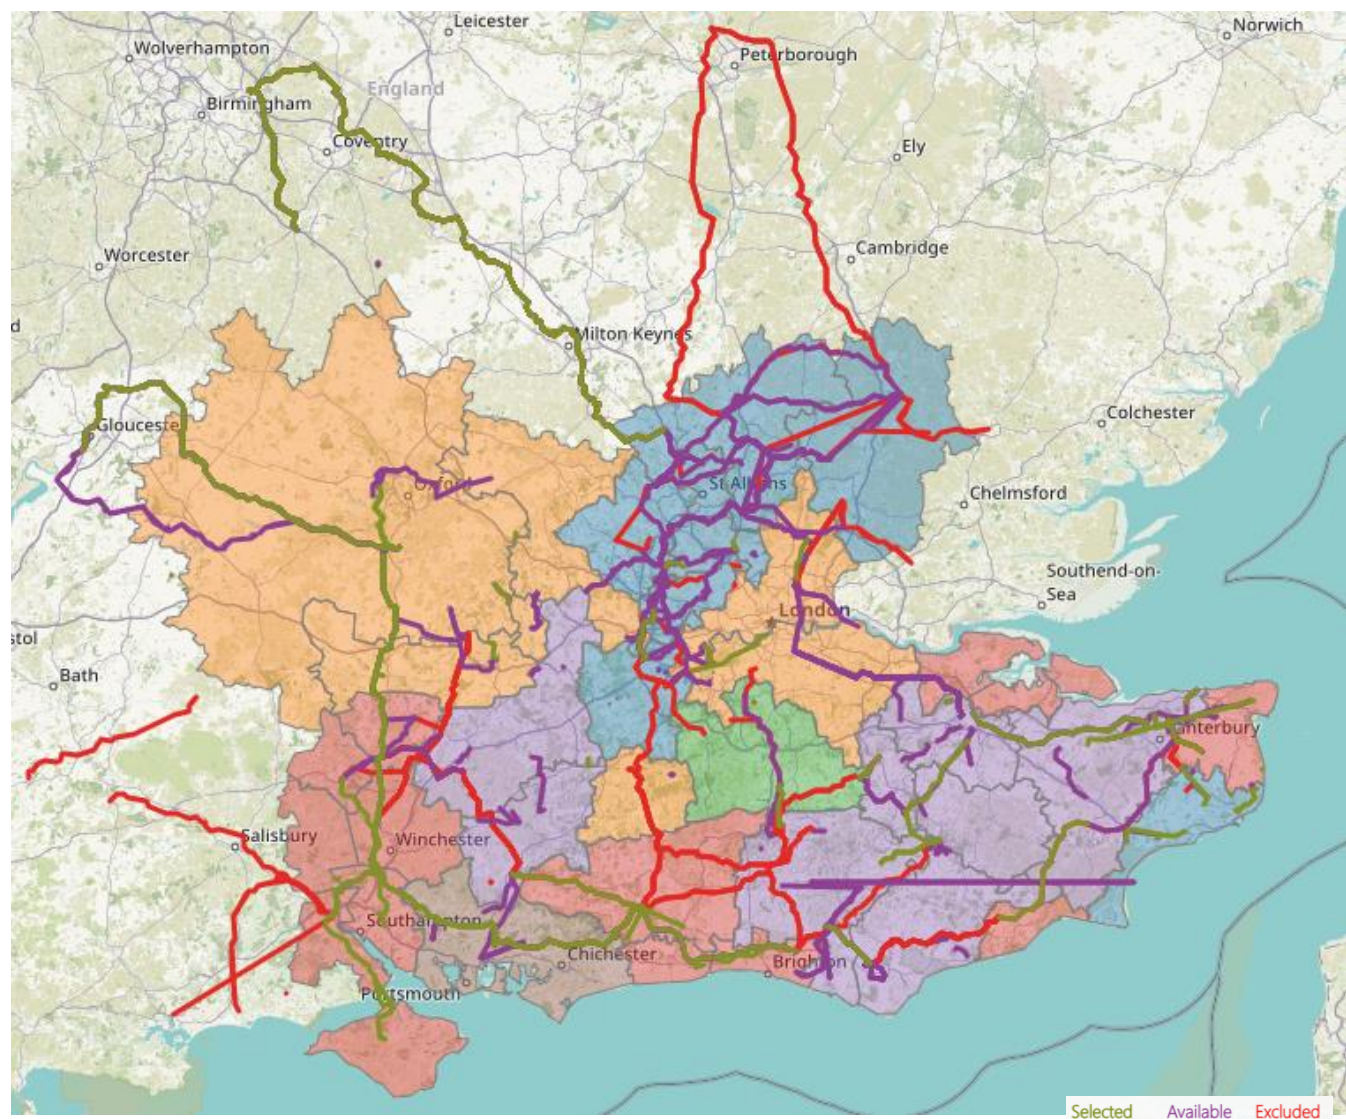 Leicester
Norwich
Wolverhampton
Peterborough
England
Birmingham
Coventry
Ely
Worcester
Cambridge
d
Milton Keynes
Colchester
Gloucester
Oxford
St Albans
Chelmsford
Southend-on-
Sea
London
stol
Bath
Canterbury
Salisbury
Winchester
Southampton
Chichester
Brighton
Portsmouth
Selected Available Excluded